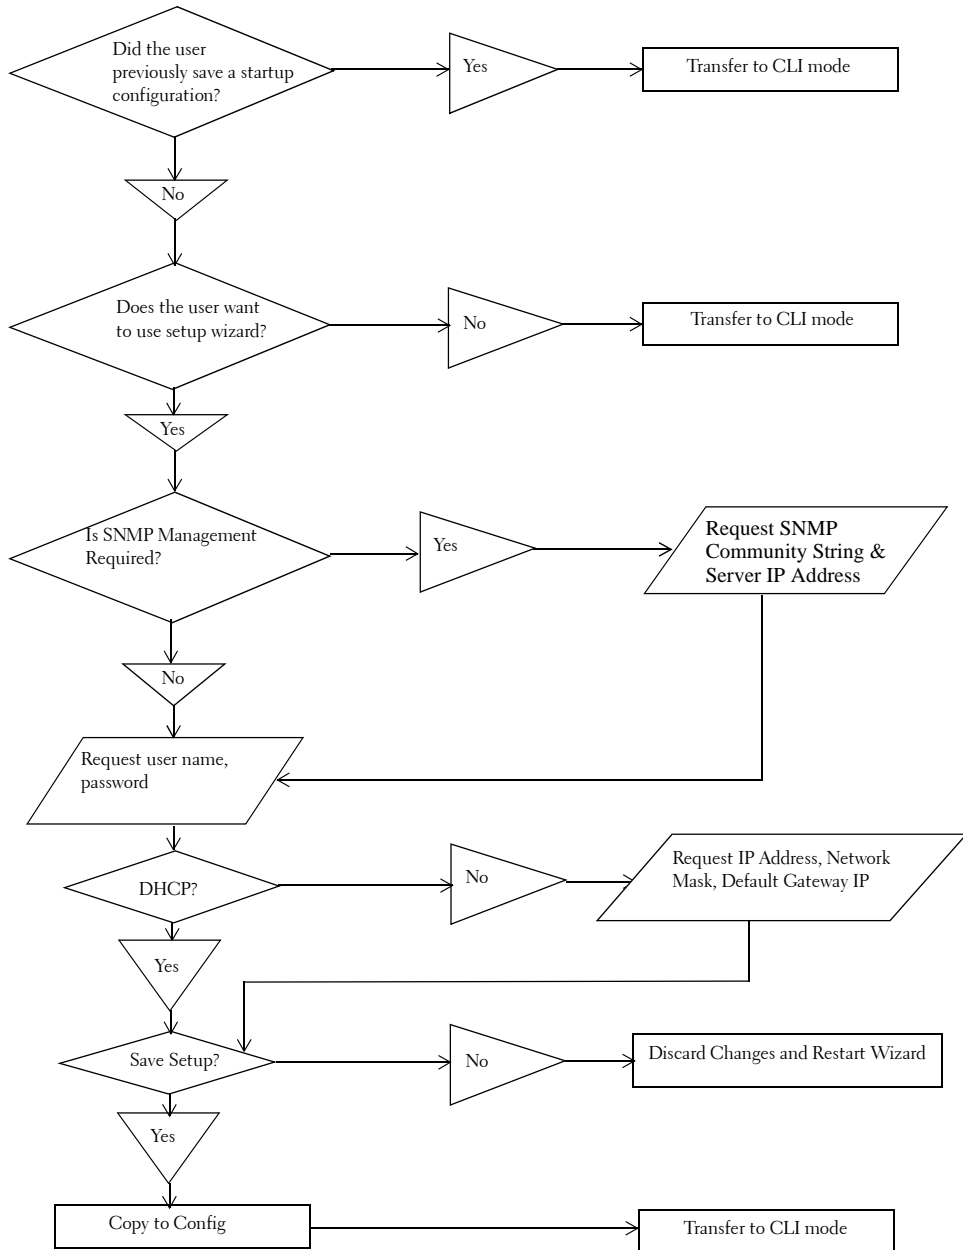 Did the user
previously save a startup
configuration?
Yes
Transfer to CLI mode
No
Does the user want
to use setup wizard?
No
Transfer to CLI mode
Yes
Is SNMP Management
Required?
Yes
Request SNMP
Community String &
Server IP Address
No
Request user name,
password
DHCP?
No
Request IP Address, Network
Mask, Default Gateway IP
Yes
Save Setup?
No
Discard Changes and Restart Wizard
Yes
Copy to Config
Transfer to CLI mode